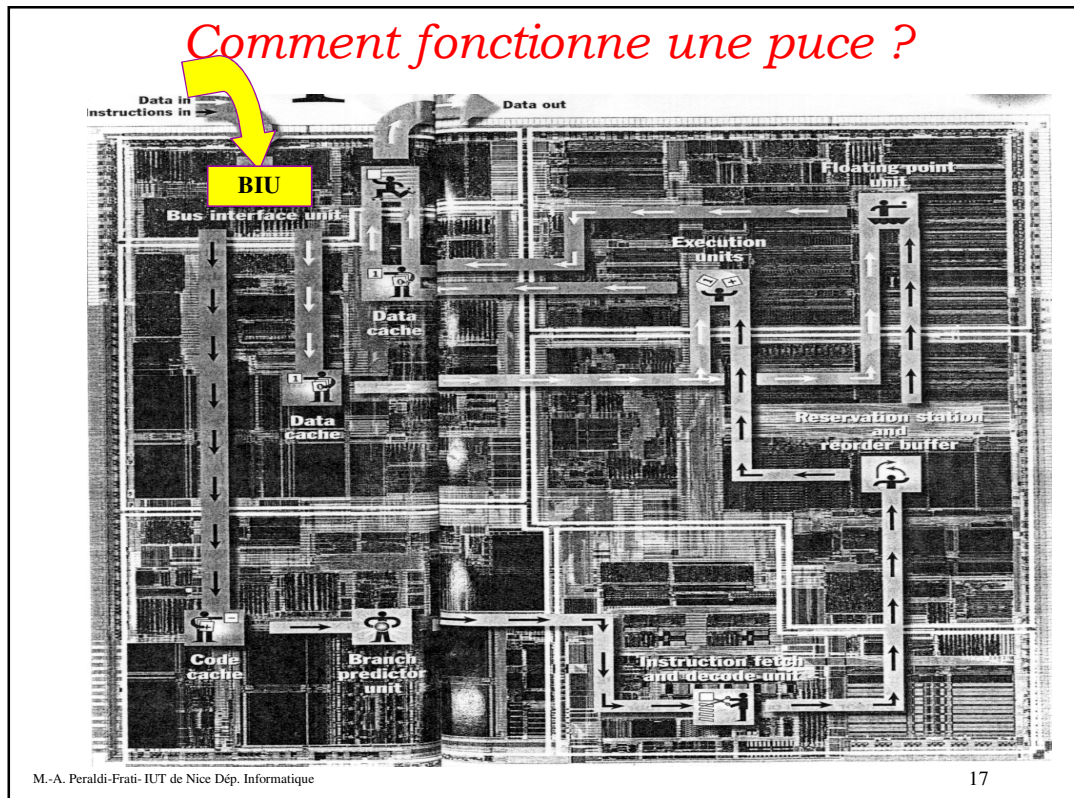 Comment fonctionne une puce ?
Data in
Instructions in
Data out
BIU
Bus interface unit
Floating point
unit
Execution
units
Data
cache
Data
cache
Reservation station
and
reorder buffer
Code
cache
Branch
predictor
unit
Instruction fetch
and decode unit
M.-A. Peraldi-Frati- IUT de Nice Dép. Informatique
17